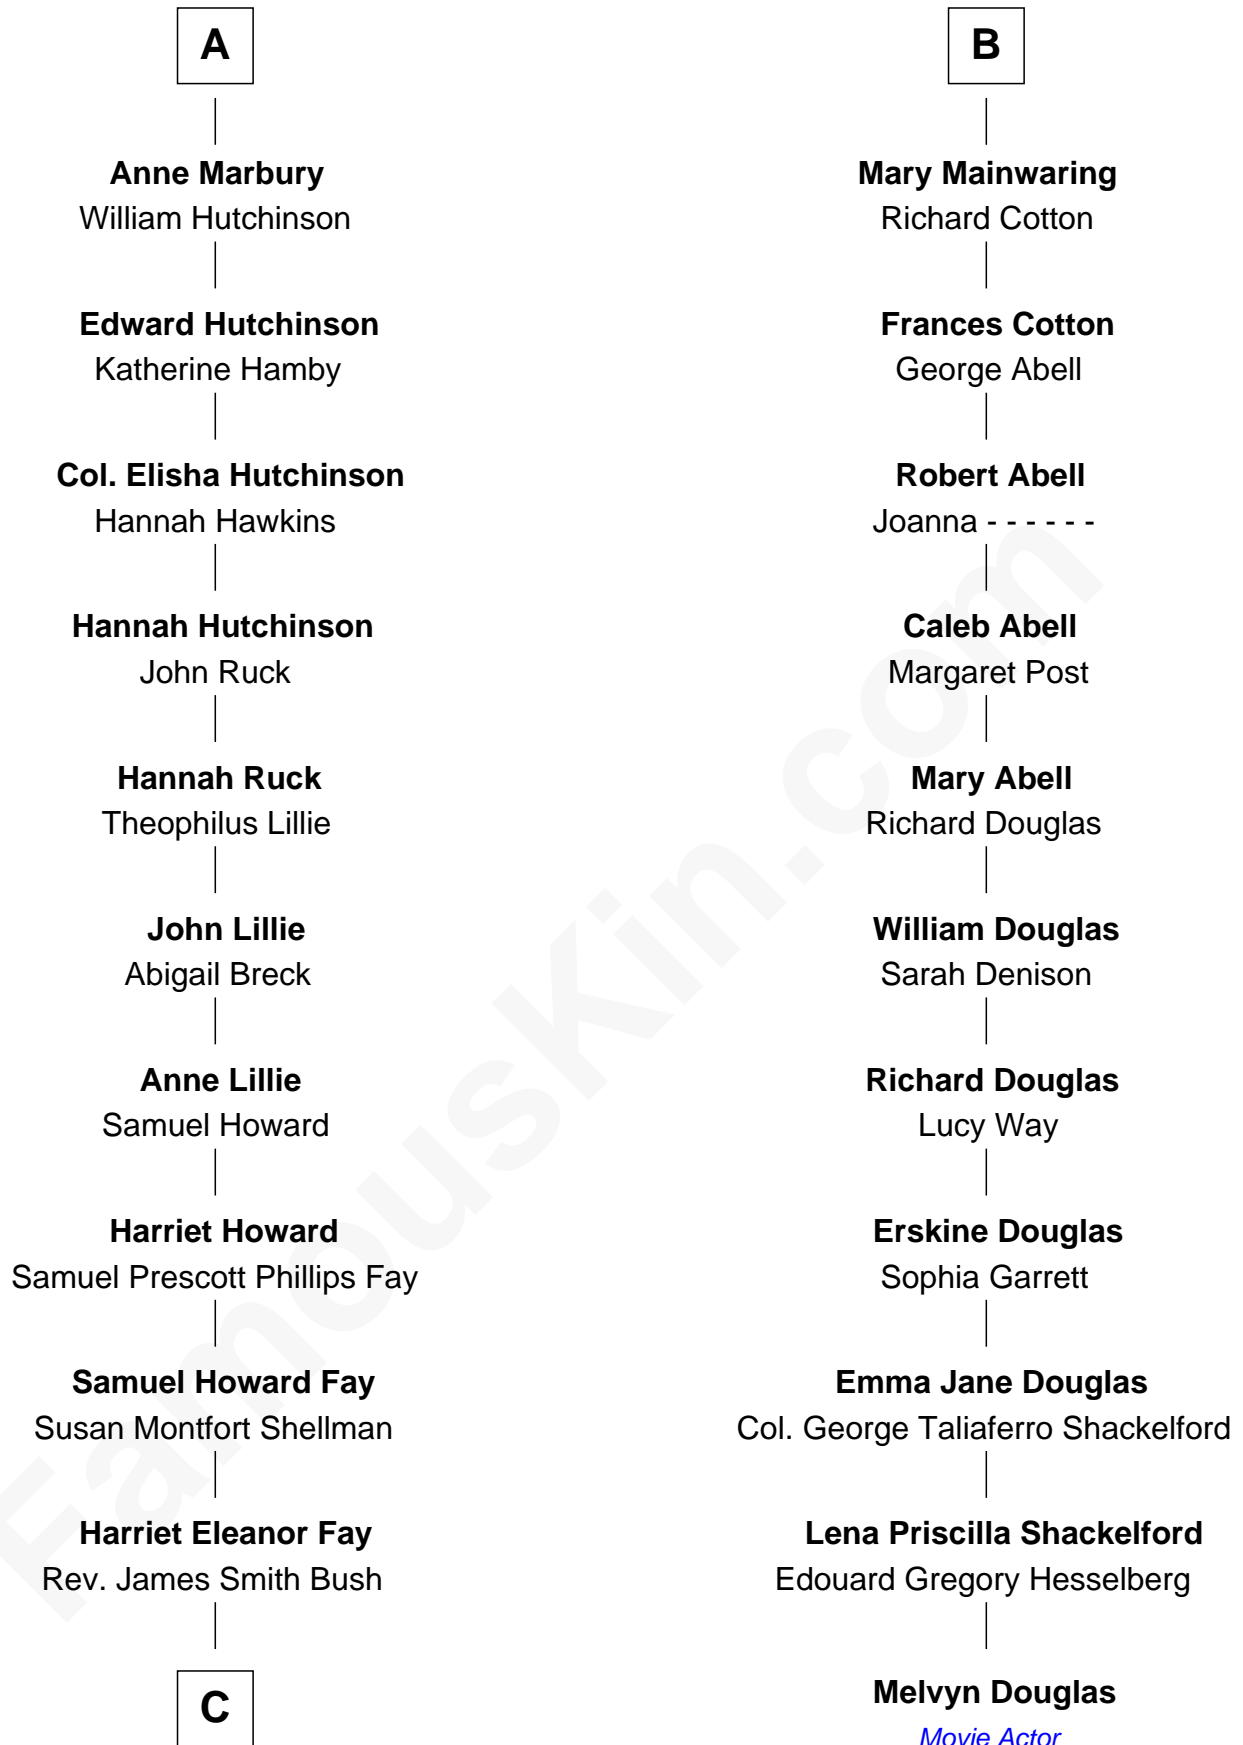 A
Anne Marbury
William Hutchinson
Edward Hutchinson
Katherine Hamby
Col. Elisha Hutchinson
Hannah Hawkins
Hannah Hutchinson
John Ruck
Hannah Ruck
Theophilus Lillie
John Lillie
Abigail Breck
Anne Lillie
Samuel Howard
Harriet Howard
Samuel Prescott Phillips Fay
Samuel Howard Fay
Susan Montfort Shellman
Harriet Eleanor Fay
Rev. James Smith Bush
C
B
Mary Mainwaring
Richard Cotton
Frances Cotton
George Abell
Robert Abell
Joanna - - - - - -
Caleb Abell
Margaret Post
Mary Abell
Richard Douglas
William Douglas
Sarah Denison
Richard Douglas
Lucy Way
Erskine Douglas
Sophia Garrett
Emma Jane Douglas
Col. George Taliaferro Shackelford
Lena Priscilla Shackelford
Edouard Gregory Hesselberg
Melvyn Douglas
Movie Actor
FamousKin.com